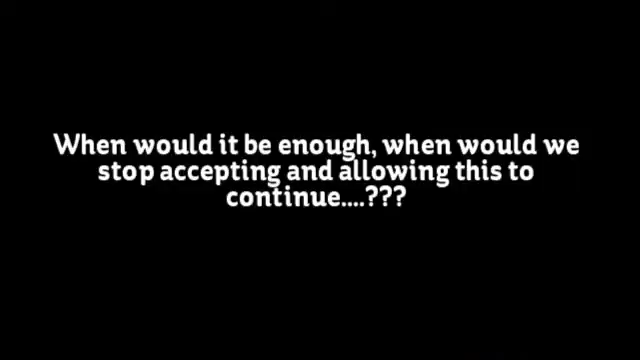 When would it be enough, when would we
stop accepting and allowing this to
continue....???